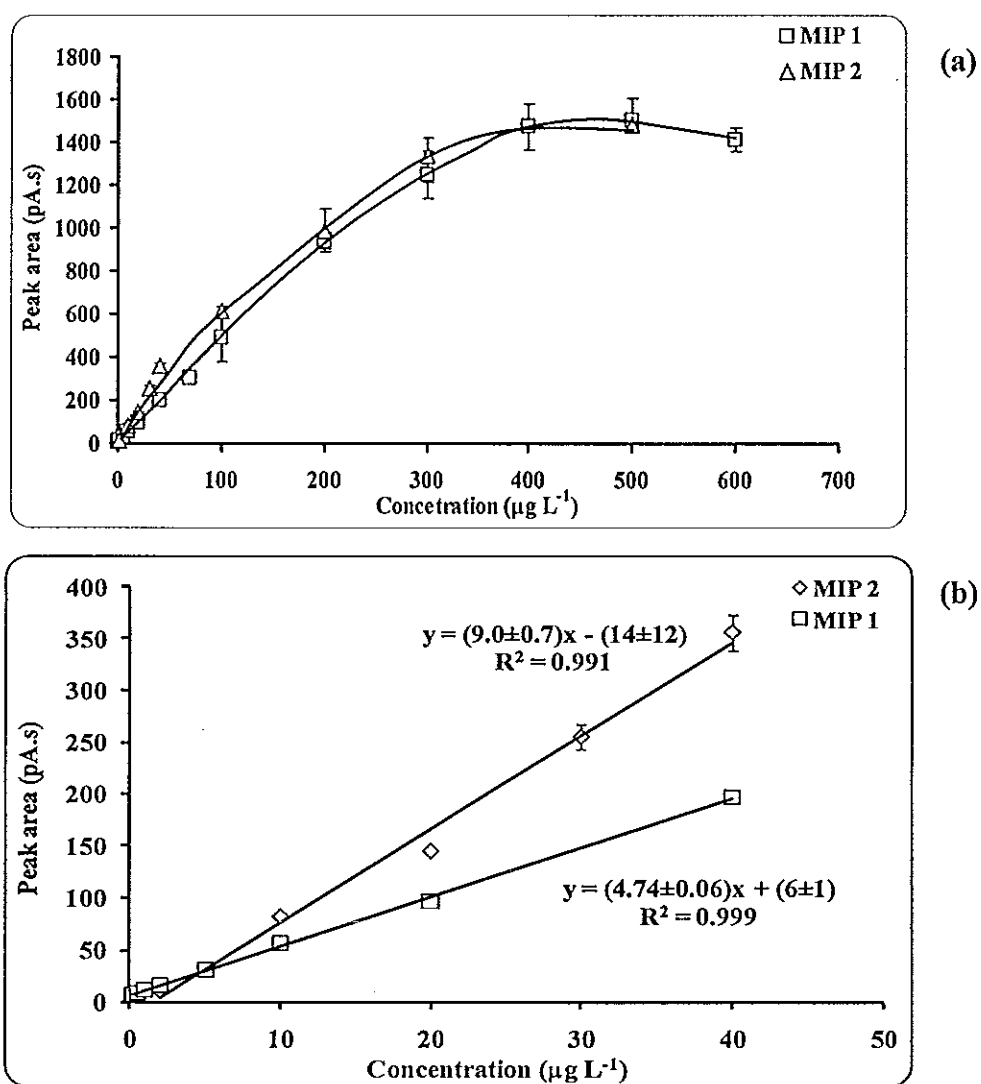 MIP 1
MIP 2
(a)
1800
1600
1400
1200
1000
800
600
400
200
0
Peak area (pA.s)
0 100 200 300 400 500 600 700
Concetration (µg L⁻¹)
MIP 2
MIP 1
(b)
400
350
300
250
200
150
100
50
0
Peak area (pA.s)
y = (9.0±0.7)x - (14±12)
R² = 0.991
y = (4.74±0.06)x + (6±1)
R² = 0.999
0 10 20 30 40 50
Concentration (µg L⁻¹)